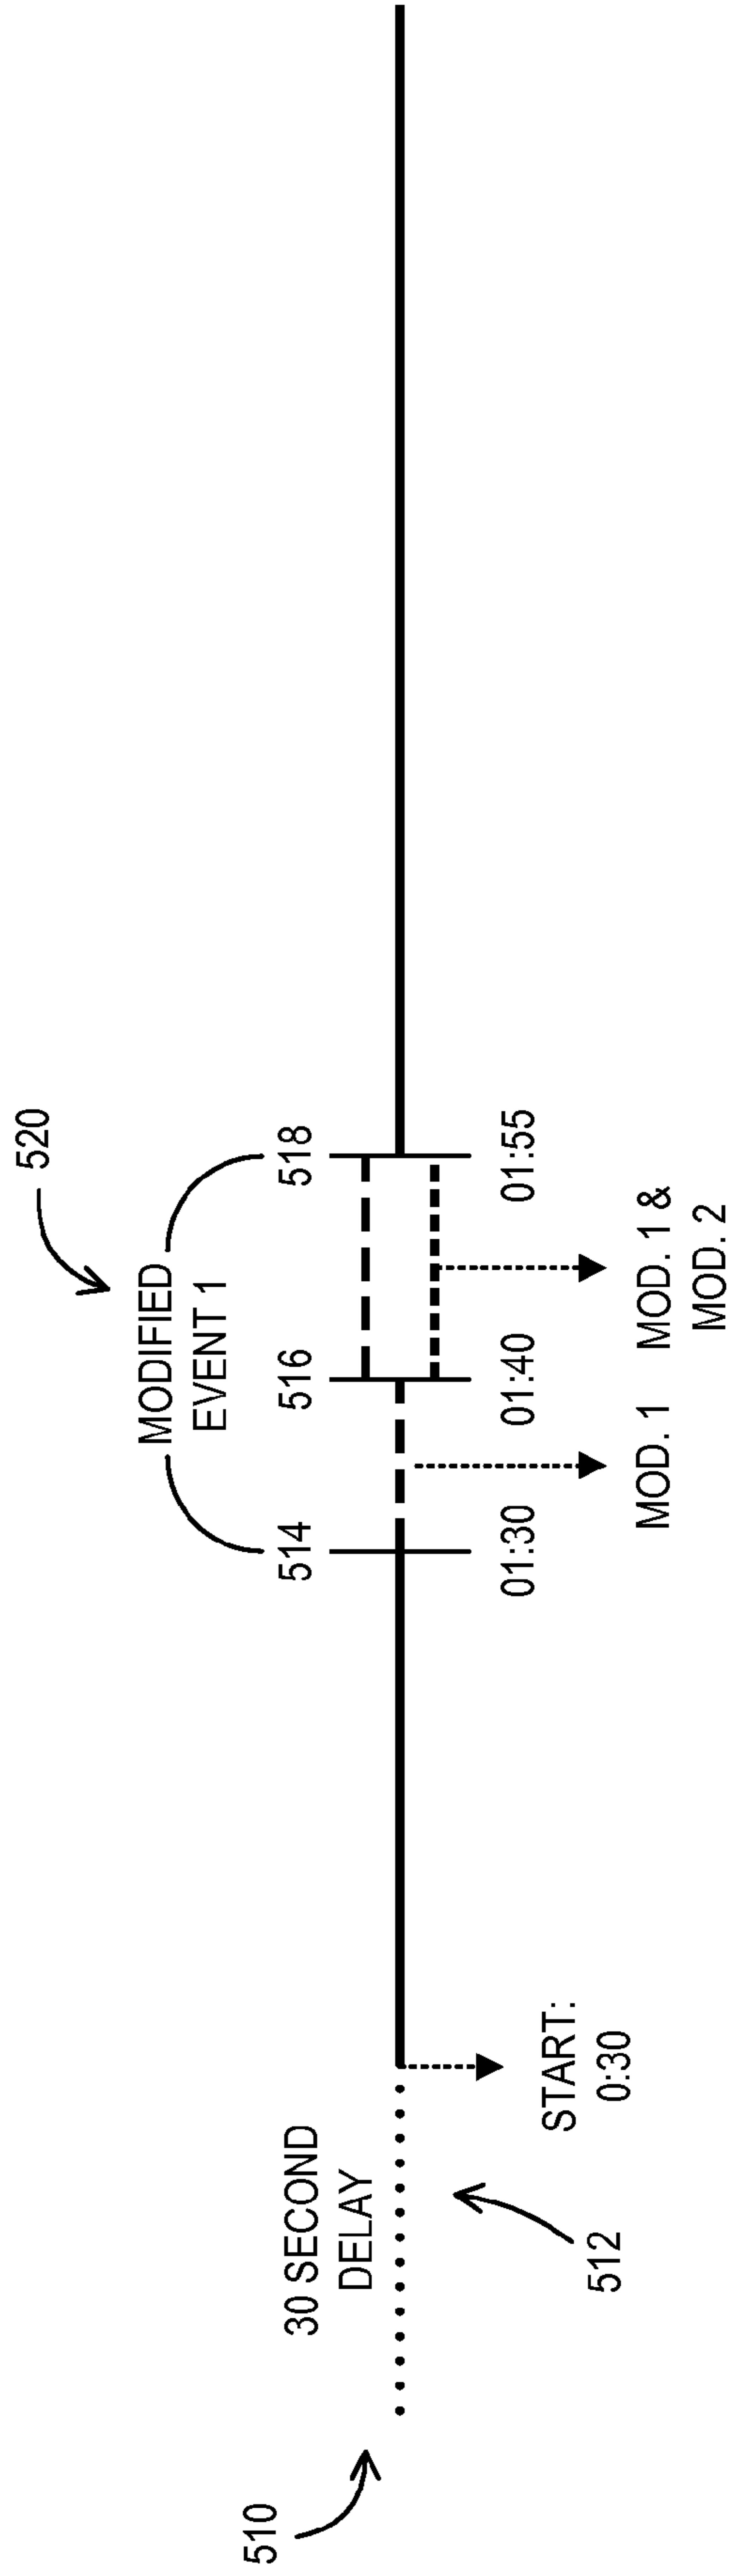 520
MODIFIED
EVENT 1
514
516
518
30 SECOND
DELAY
510
512
START:
0:30
01:30
01:40
01:55
MOD. 1
MOD. 1 &
MOD. 2